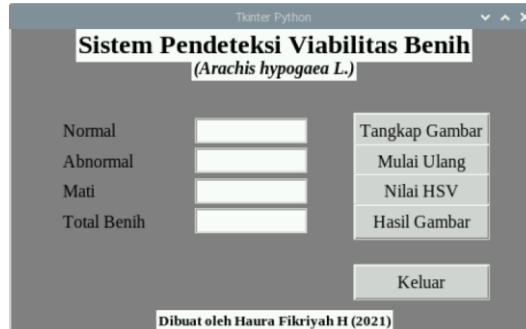 Tkinter Python
Sistem Pendeteksi Viabilitas Benih
(Arachis hypogaea L.)
Normal
Tangkap Gambar
Abnormal
Mulai Ulang
Mati
Nilai HSV
Total Benih
Hasil Gambar
Keluar
Dibuat oleh Haura Fikriyah H (2021)